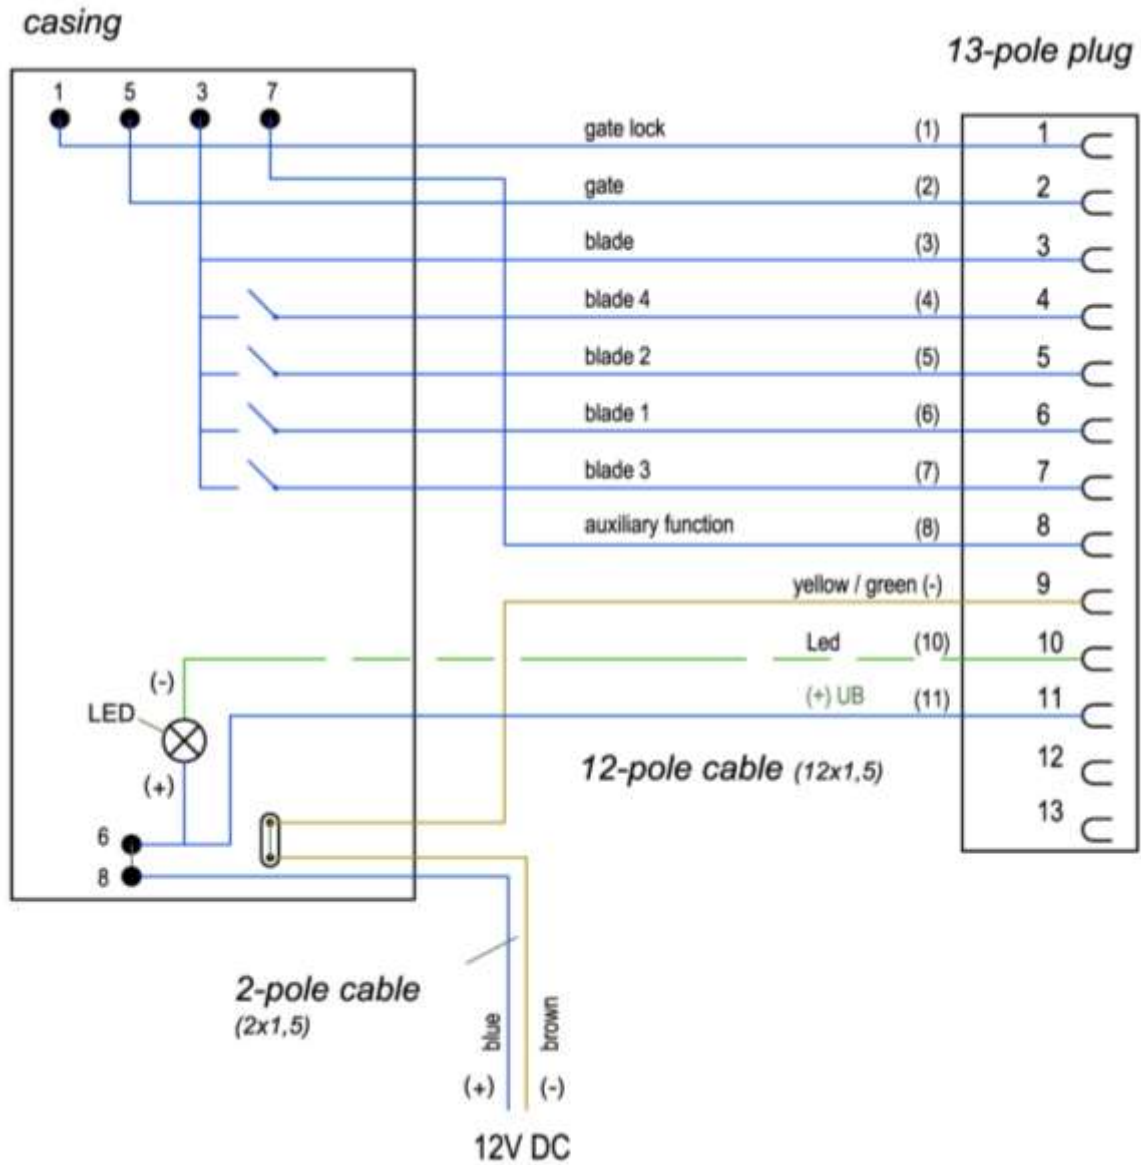 casing
13-pole plug
1 5 3 7
gate lock (1) 1
gate (2) 2
blade (3) 3
blade 4 (4) 4
blade 2 (5) 5
blade 1 (6) 6
blade 3 (7) 7
auxiliary function (8) 8
yellow / green (-) 9
Led (10) 10
(-)
(+) UB (11) 11
LED
12-pole cable (12x1,5) 12
(+)
13
6
8
2-pole cable
(2x1,5)
blue
brown
(+) (-)
12V DC